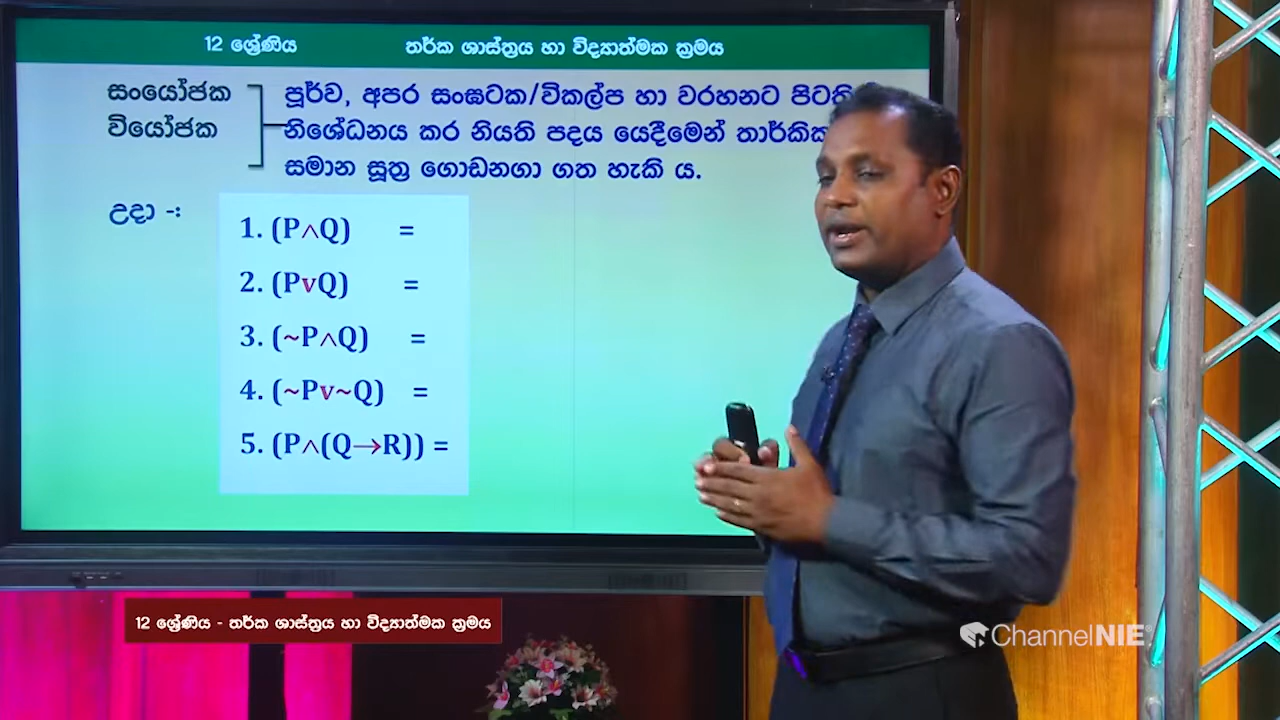 12 ශ්‍රේණිය තර්ක ශාස්ත්‍රය හා විද්‍යාත්මක ක්‍රමය
සංයෝජක පූර්ව, අපර සංඝටක/විකල්ප හා වරහනට පිටති
වියෝජක නිශේධනය කර නියති පදය යෙදීමෙන් තාර්කික
සමාන සූත්‍ර ගොඩනගා ගත හැකි ය.
උදා -:
1. (P∧Q) =
2. (PvQ) =
3. (~P∧Q) =
4. (~Pv~Q) =
5. (P∧(Q→R)) =
12 ශ්‍රේණිය - තර්ක ශාස්ත්‍රය හා විද්‍යාත්මක ක්‍රමය
ChannelNIE